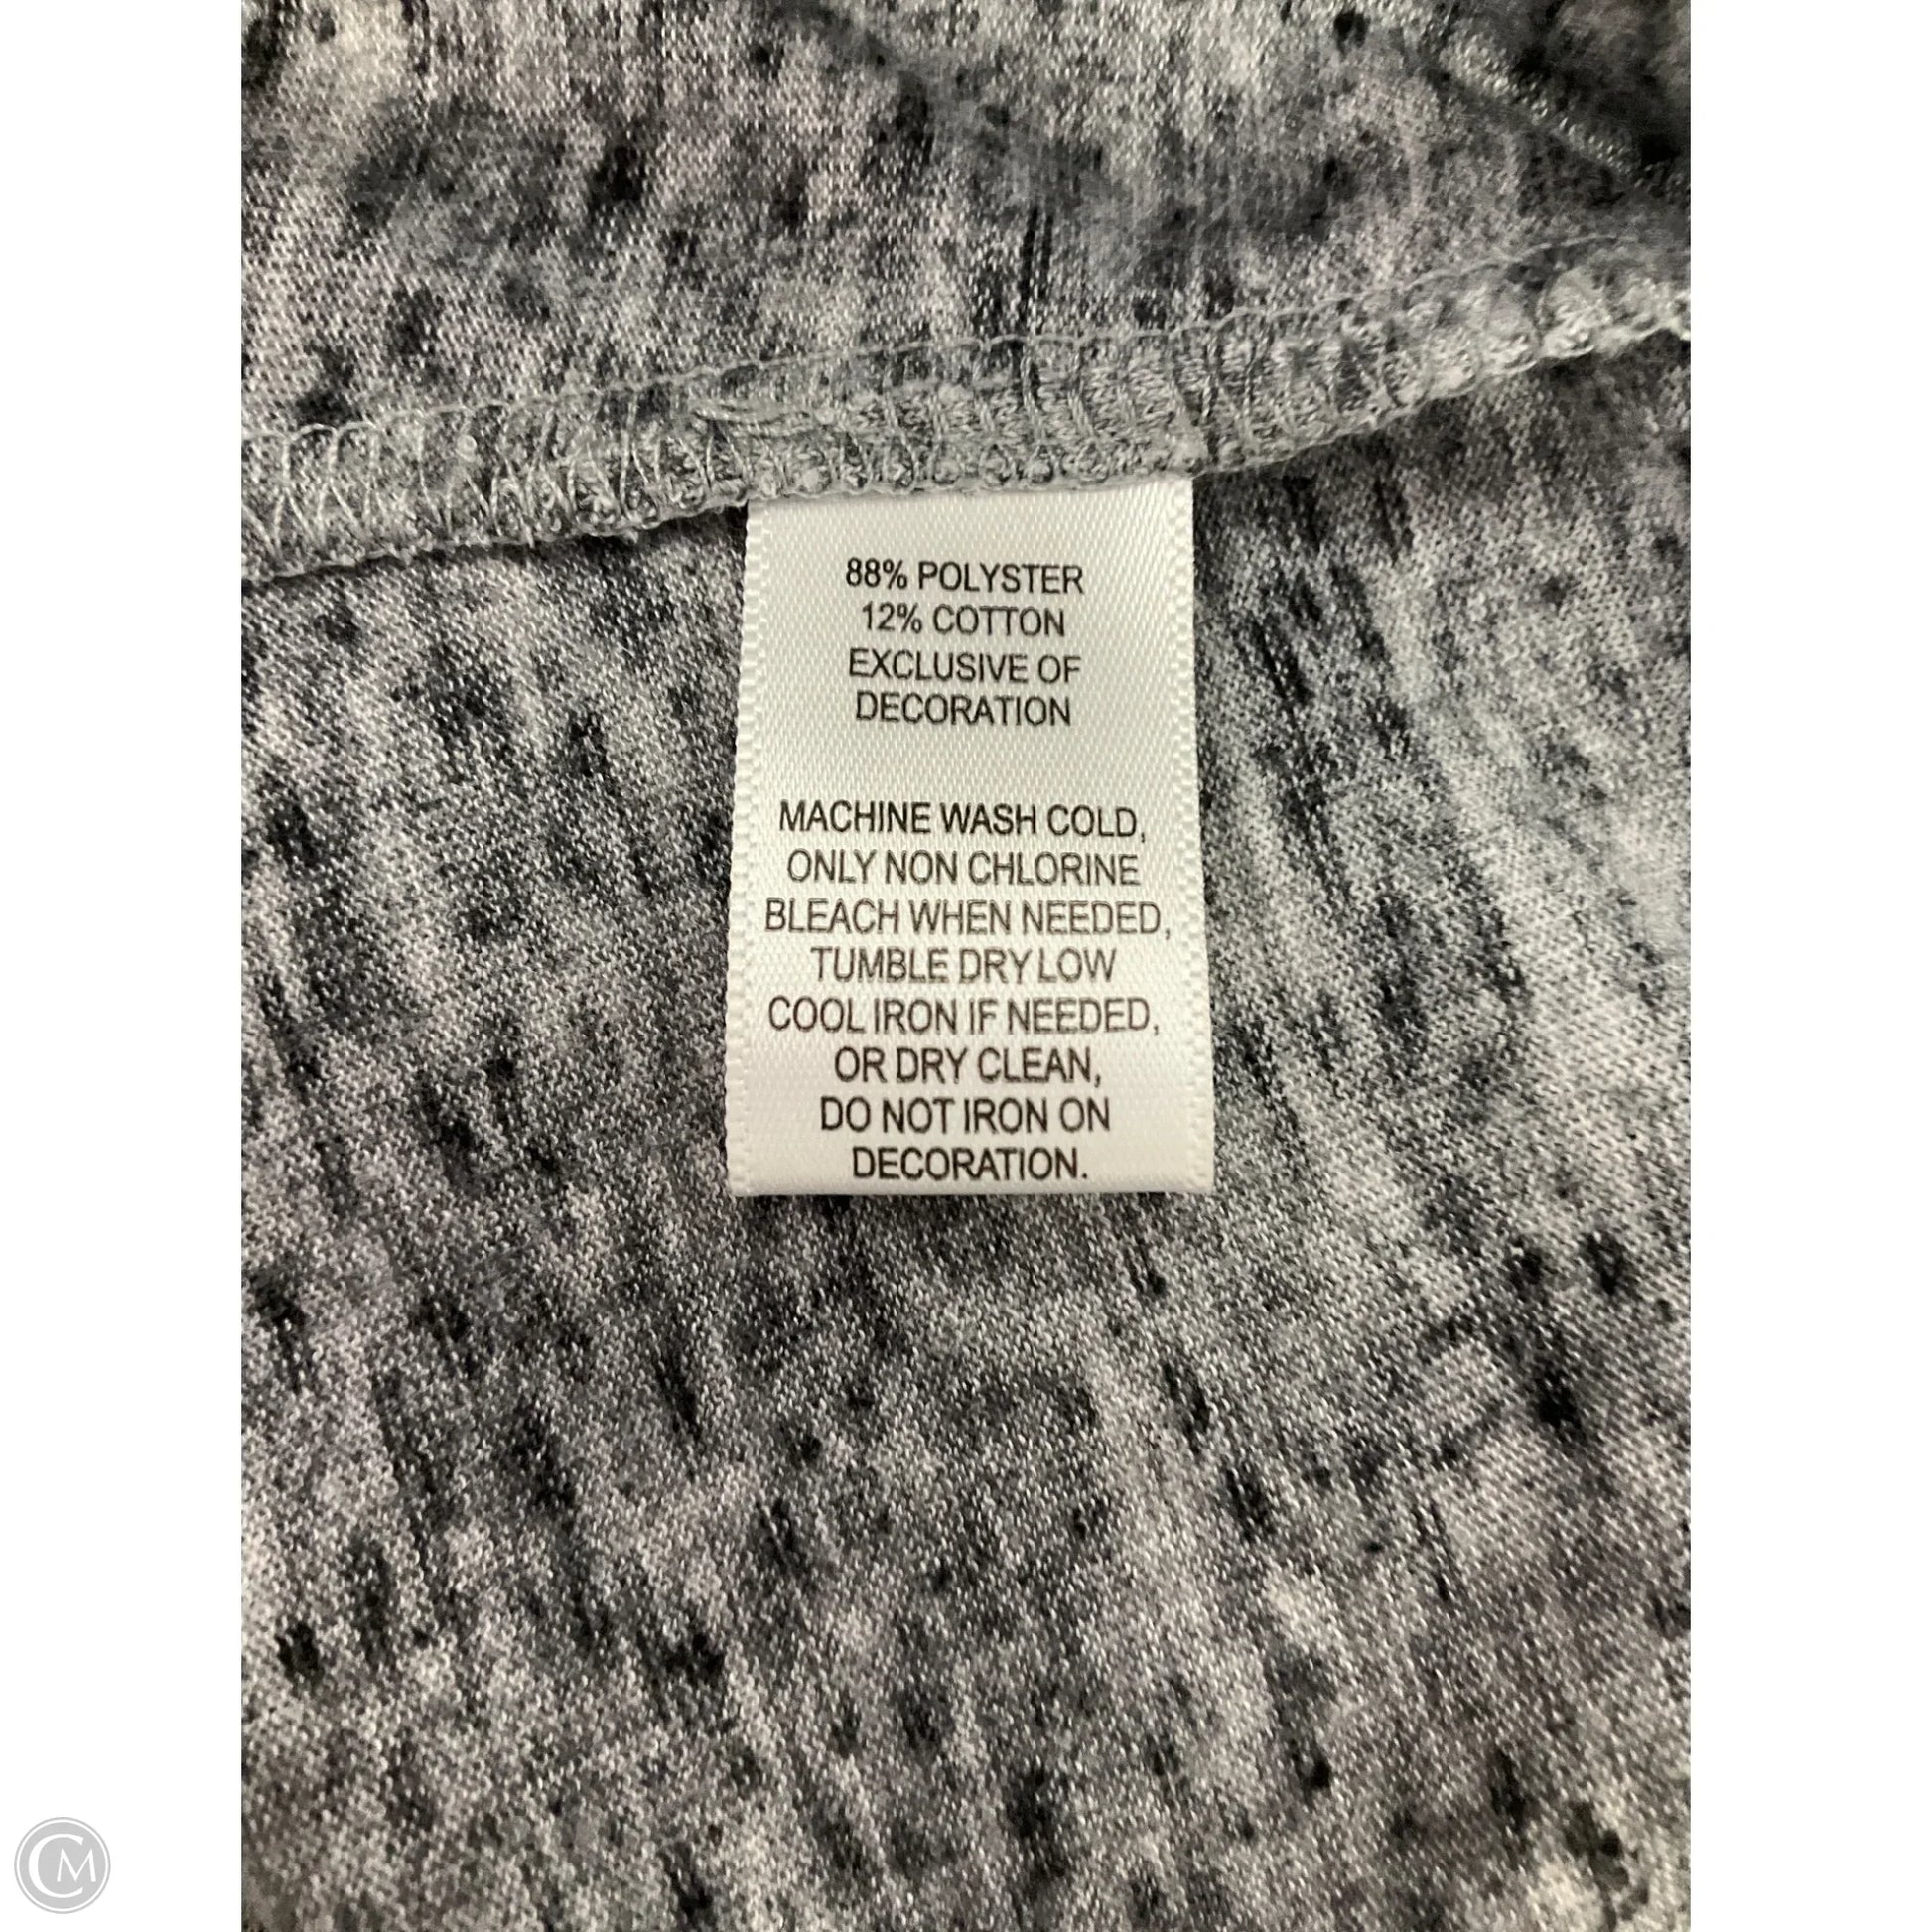 88% POLYSTER
12% COTTON
EXCLUSIVE OF
DECORATION
MACHINE WASH COLD,
ONLY NON CHLORINE
BLEACH WHEN NEEDED,
TUMBLE DRY LOW
COOL IRON IF NEEDED,
OR DRY CLEAN,
DO NOT IRON ON
DECORATION.
CM